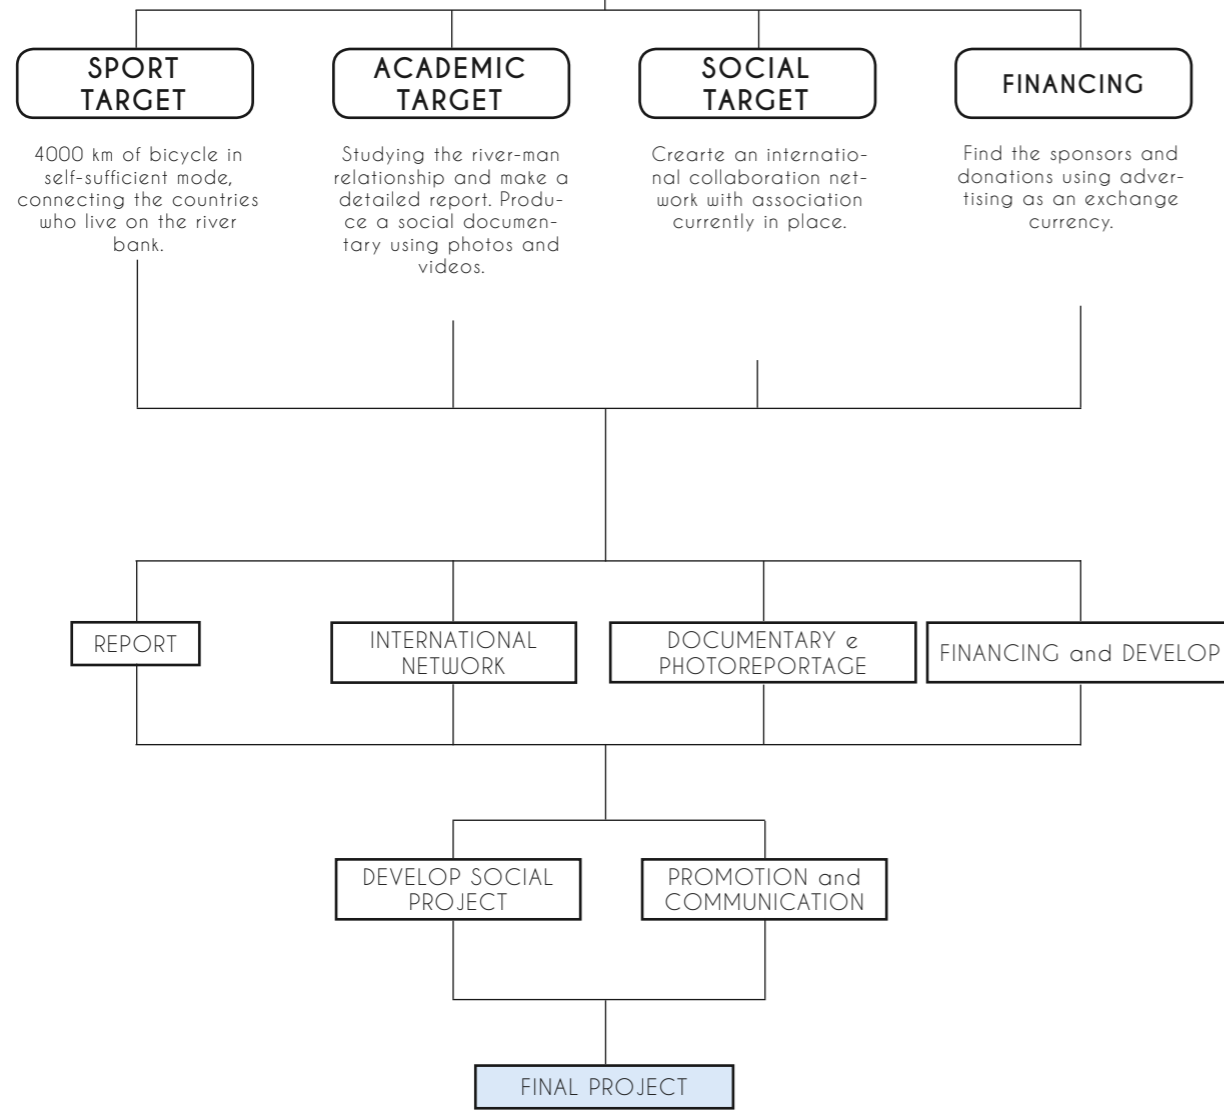 SPORT
TARGET
ACADEMIC
TARGET
SOCIAL
TARGET
FINANCING
4000 km of bicycle in
self-sufficient mode,
connecting the countries
who live on the river
bank.
Studying the river-man
relationship and make a
detailed report. Produ-
ce a social documen-
tary using photos and
videos.
Crearte an internatio-
nal collaboration net-
work with association
currently in place.
Find the sponsors and
donations using adver-
tising as an exchange
currency.
REPORT
INTERNATIONAL
NETWORK
DOCUMENTARY e
PHOTOREPORTAGE
FINANCING and DEVELOP
DEVELOP SOCIAL
PROJECT
PROMOTION and
COMMUNICATION
FINAL PROJECT